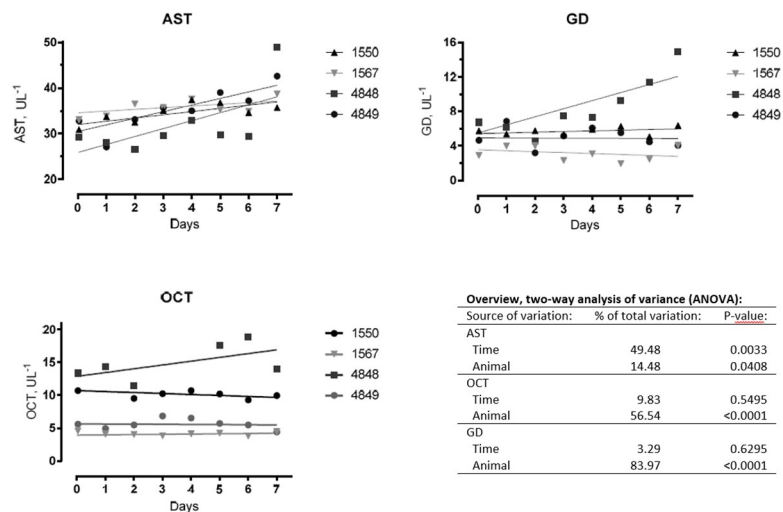 AST
50
40
30
20
AST, UL⁻¹
0 1 2 3 4 5 6 7
Days
1550
1567
4848
4849
GD
16
12
8
4
0
GD, UL⁻¹
0 1 2 3 4 5 6 7
Days
1550
1567
4848
4849
OCT
20
15
10
5
0
OCT, UL⁻¹
0 1 2 3 4 5 6 7
Days
1550
1567
4848
4849
Overview, two-way analysis of variance (ANOVA):
Source of variation: % of total variation: P-value:
AST
Time 49.48 0.0033
Animal 14.48 0.0408
OCT
Time 9.83 0.5495
Animal 56.54 <0.0001
GD
Time 3.29 0.6295
Animal 83.97 <0.0001